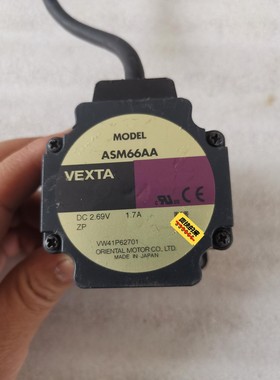 MODEL
ASM66AA
VEXTA
DC 2.69V 1.7A
ZP
VW41P62701
ORIENTAL MOTOR CO., LTD.
MADE IN JAPAN